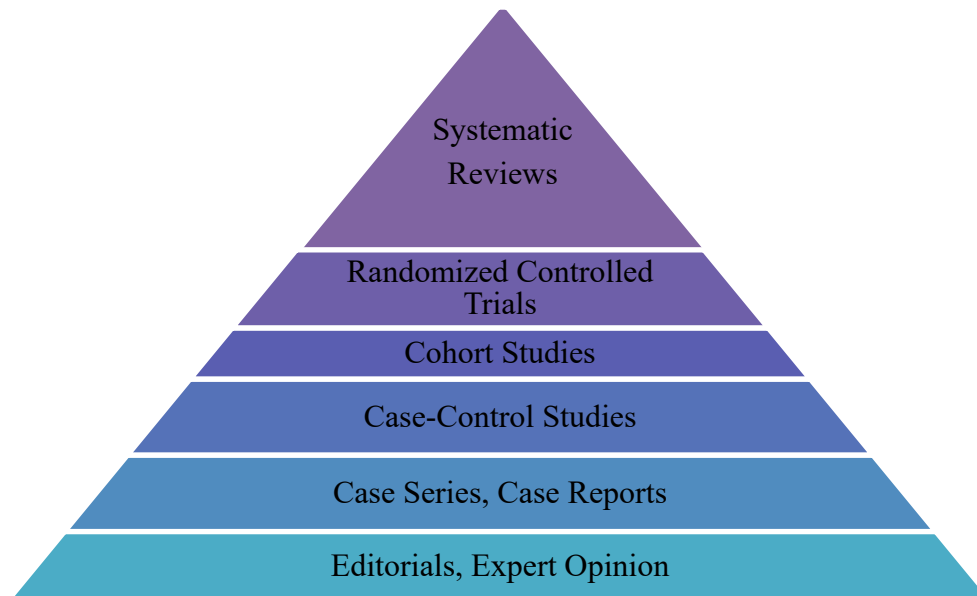 Systematic
Reviews
Randomized Controlled
Trials
Cohort Studies
Case-Control Studies
Case Series, Case Reports
Editorials, Expert Opinion